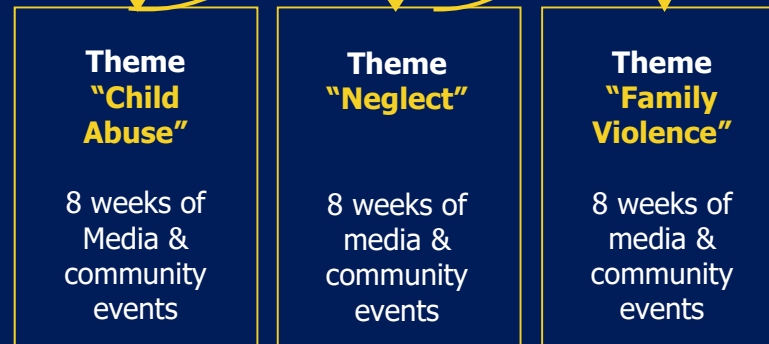 Theme
“Child
Abuse”
8 weeks of
Media &
community
events
Theme
“Neglect”
8 weeks of
media &
community
events
Theme
“Family
Violence”
8 weeks of
media &
community
events